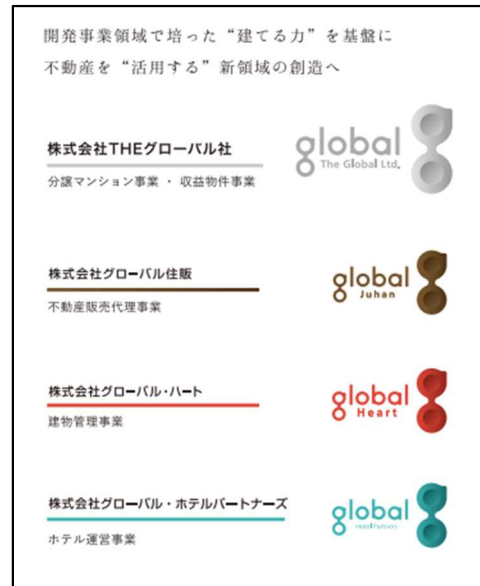 開発事業領域で培った“建てる力”を基盤に
不動産を“活用する”新領域の創造へ
株式会社THEグローバル社
分譲マンション事業 ・ 収益物件事業
global
The Global Ltd.
株式会社グローバル住販
不動産販売代理事業
global
Juhan
株式会社グローバル・ハート
建物管理事業
global
Heart
株式会社グローバル・ホテルパートナーズ
ホテル運営事業
global
Hotel Partners